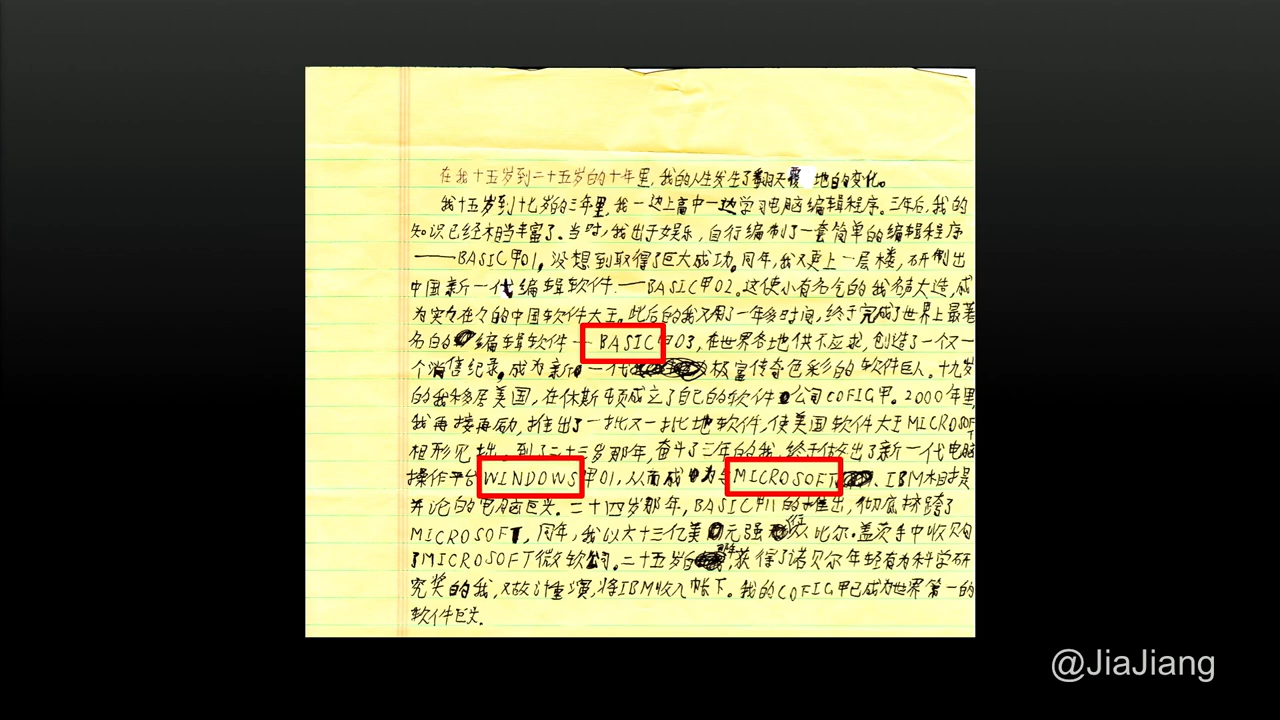 在我十五岁到二十五岁的十年里,我的人生发生了翻天覆地的变化。
我十五岁到十七岁的三年里,我一边上高中一边学习电脑编辑程序。三年后,我的
知识已经相当丰富了。当时,我出于娱乐,自行编制了一套简单的编辑程序
——BASIC甲01。没想到取得了巨大成功。同年,我又更上一层楼,研制出
中国新一代编辑软件.—BASIC甲02。这使小有名气的我名声大造,成
为实力在久的中国软件大王。此后的我又用了一年多时间,终于完成了世界上最著
名的编辑软件—BASIC甲03,在世界各地供不应求,创造了一个又一
个销售纪录。成为新一代极富传奇色彩的软件巨人。十九岁
的我移居美国,在休斯顿成立了自己的软件公司COFIG甲。2000年里,
我再接再励,推出了一批又一批地软件,使美国软件大王MICROSOFT
相形见拙。到了二十三岁那年,奋斗了三年的我,终于做出了新一代电脑
操作平台WINDOWS甲01,从而成为与MICROSOFT、IBM相提
并论的电脑巨头。二十四岁那年,BASIC甲11的推出,彻底挤跨了
MICROSOFT,同年,我以六十三亿美元强行从比尔·盖茨手中收购
了MICROSOFT微软公司。二十五岁那年,获得了诺贝尔年轻有为科学研
究奖的我,又故计重演,将IBM收入帐下。我的COFIG甲已成为世界第一的
软件巨头。
@JiaJiang